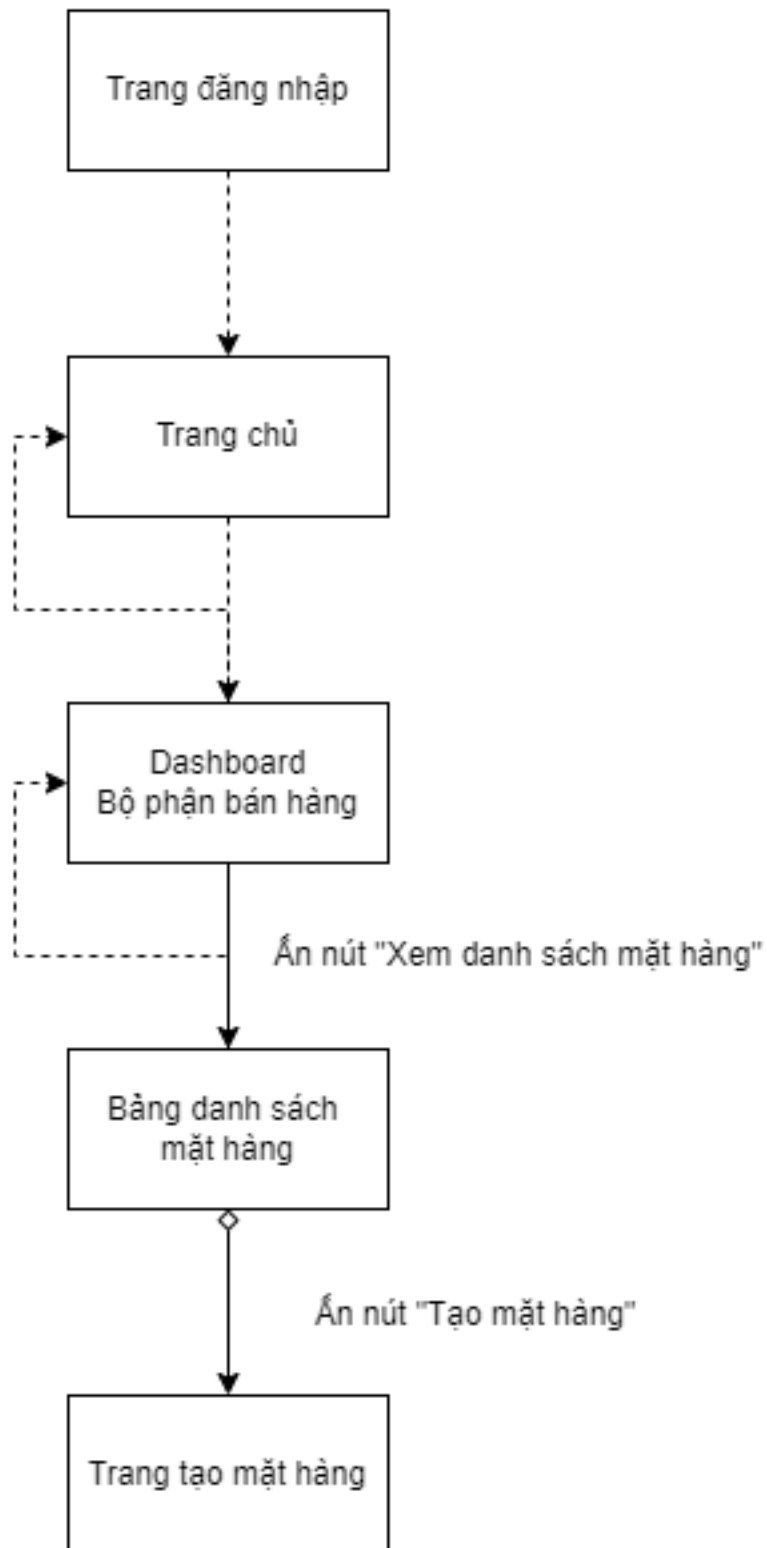 Trang đăng nhập
Trang chủ
Dashboard
Bộ phận bán hàng
Ấn nút "Xem danh sách mặt hàng"
Bảng danh sách
mặt hàng
Ấn nút "Tạo mặt hàng"
Trang tạo mặt hàng